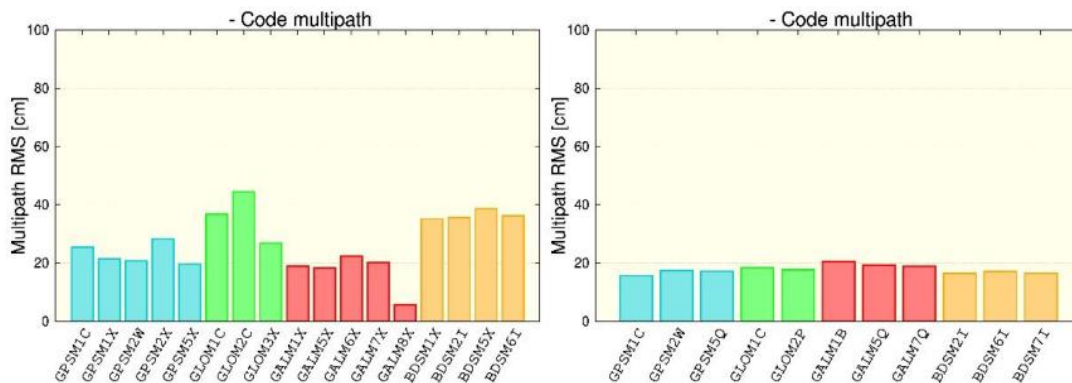 - Code multipath
Multipath RMS [cm]
100
80
60
40
20
0
GPSM1C
GPSM1X
GPSM2W
GPSM2X
GPSM5X
GLOM1C
GLOM2C
GLOM3X
GALM1X
GALM5X
GALM6X
GALM7X
GALM8X
BDSM1X
BDSM2I
BDSM5X
BDSM6I
- Code multipath
Multipath RMS [cm]
100
80
60
40
20
0
GPSM1C
GPSM2W
GPSM5Q
GLOM1C
GLOM2P
GALM1B
GALM5Q
GALM7Q
BDSM2I
BDSM6I
BDSM7I